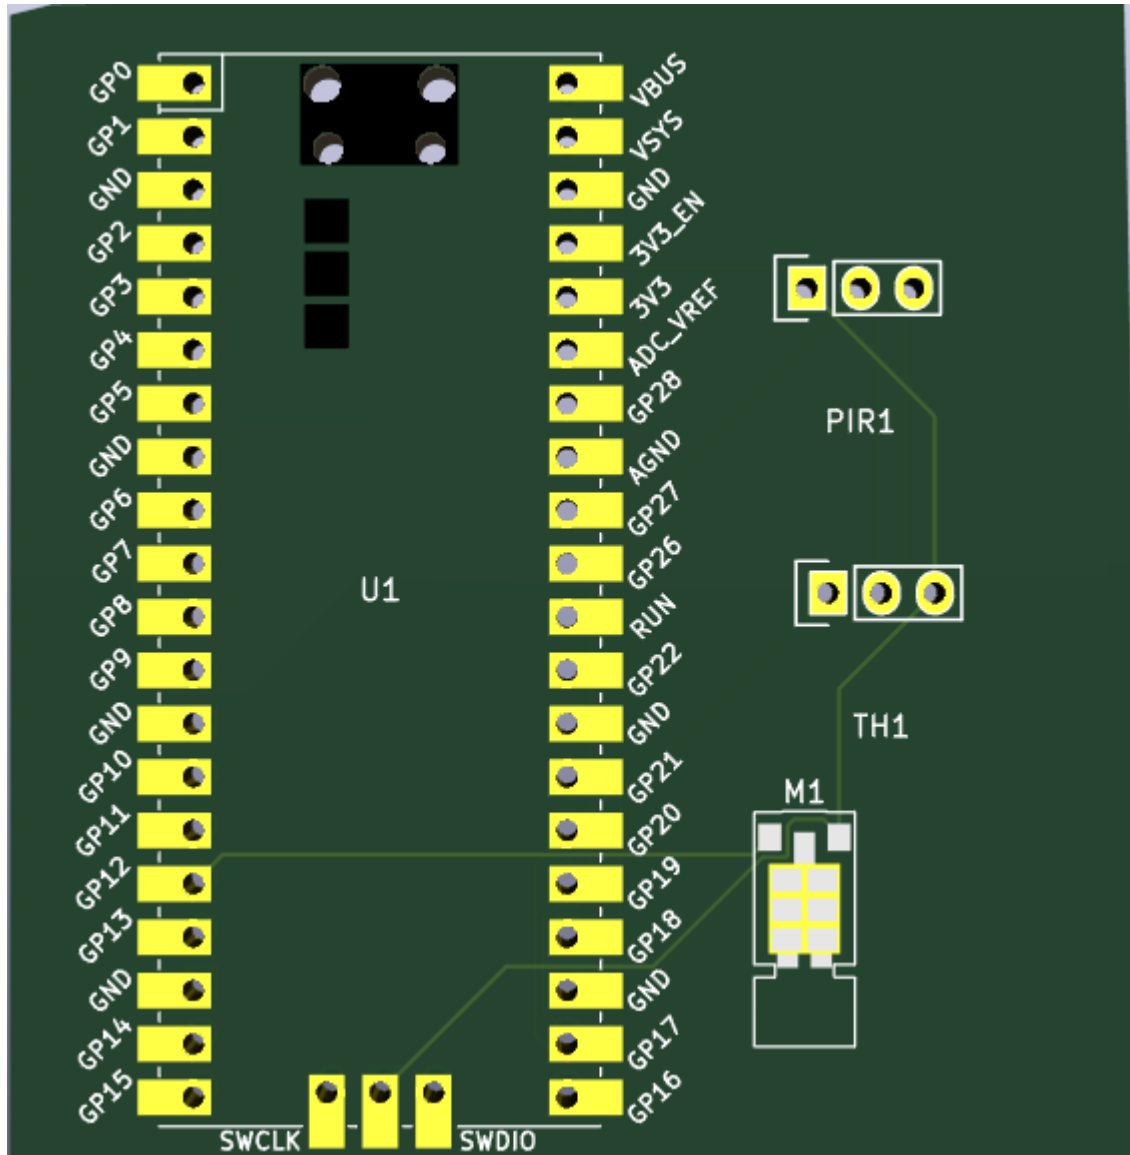 GP0
GP1
GND
GP2
GP3
GP4
GP5
GND
GP6
GP7
GP8
GP9
GND
GP10
GP11
GP12
GP13
GND
GP14
GP15
U1
SWCLK
SWDIO
VBUS
VSYS
GND
3V3_EN
3V3
ADC_VREF
GP28
AGND
GP27
GP26
RUN
GP22
GND
GP21
GP20
GP19
GP18
GND
GP17
GP16
PIR1
TH1
M1